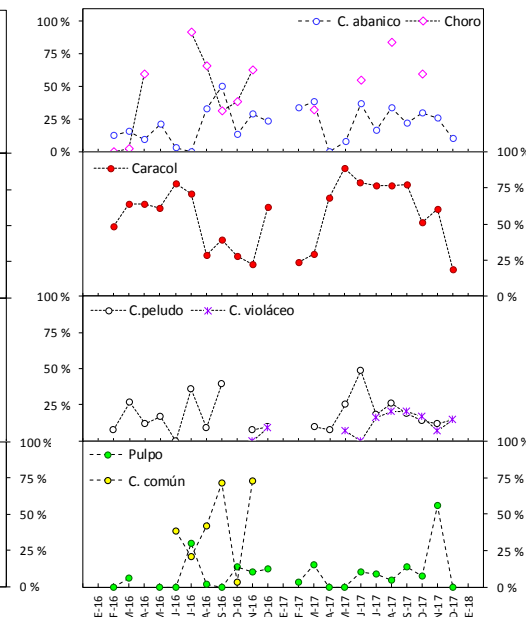 100 %
75 %
50 %
25 %
0 %
C. abanico
Choro
100 %
75 %
50 %
25 %
0 %
Caracol
100 %
75 %
50 %
25 %
C.peludo
C. violáceo
100 %
75 %
50 %
25 %
0 %
100 %
75 %
50 %
25 %
0 %
Pulpo
C. común
E-16
F-16
M-16
A-16
M-16
J-16
J-16
A-16
S-16
O-16
N-16
D-16
E-17
F-17
M-17
A-17
M-17
J-17
J-17
A-17
S-17
O-17
N-17
D-17
E-18